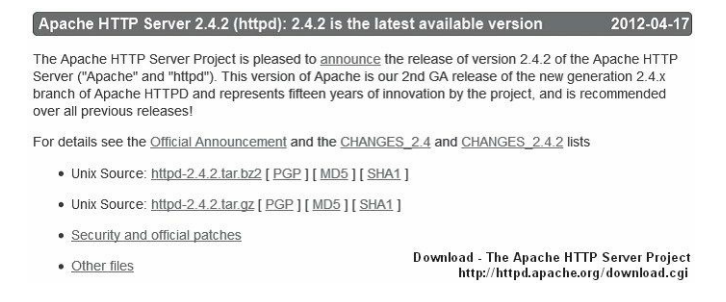 Apache HTTP Server 2.4.2 (httpd): 2.4.2 is the latest available version 2012-04-17
The Apache HTTP Server Project is pleased to announce the release of version 2.4.2 of the Apache HTTP
Server ("Apache" and "httpd"). This version of Apache is our 2nd GA release of the new generation 2.4.x
branch of Apache HTTPD and represents fifteen years of innovation by the project, and is recommended
over all previous releases!
For details see the Official Announcement and the CHANGES_2.4 and CHANGES_2.4.2 lists
• Unix Source: httpd-2.4.2.tar.bz2 [ PGP ] [ MD5 ] [ SHA1 ]
• Unix Source: httpd-2.4.2.tar.gz [ PGP ] [ MD5 ] [ SHA1 ]
• Security and official patches
• Other files
Download - The Apache HTTP Server Project
http://httpd.apache.org/download.cgi